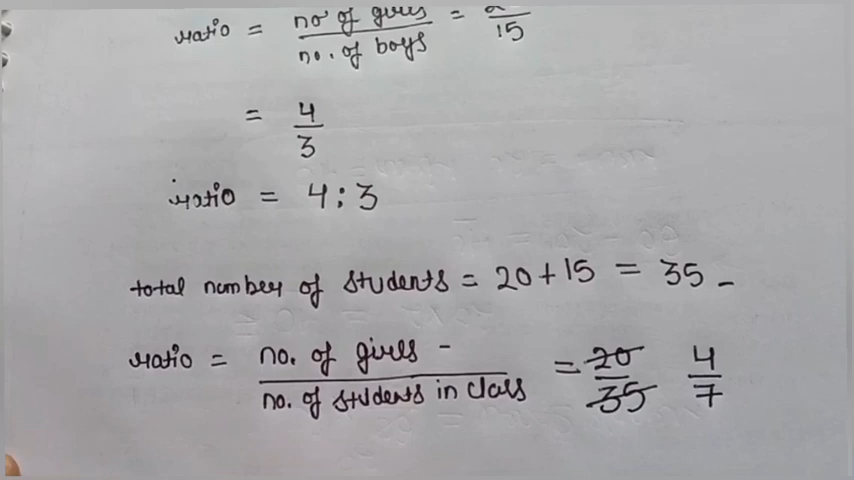 ratio = no of girls / no. of boys = 2 / 15
= 4 / 3
ratio = 4 : 3
total number of students = 20 + 15 = 35 -
ratio = no. of girls - / no. of students in class = 20 / 35 4 / 7